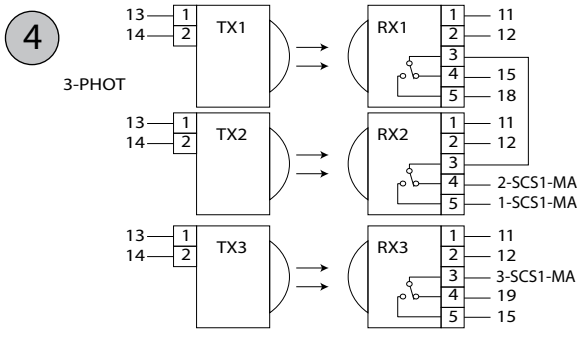 4
3-PHOT
13 1 TX1 RX1 1 11
14 2 2 12
3
4 15
5 18
13 1 TX2 RX2 1 11
14 2 2 12
3
4 2-SCS1-MA
5 1-SCS1-MA
13 1 TX3 RX3 1 11
14 2 2 12
3 3-SCS1-MA
4 19
5 15